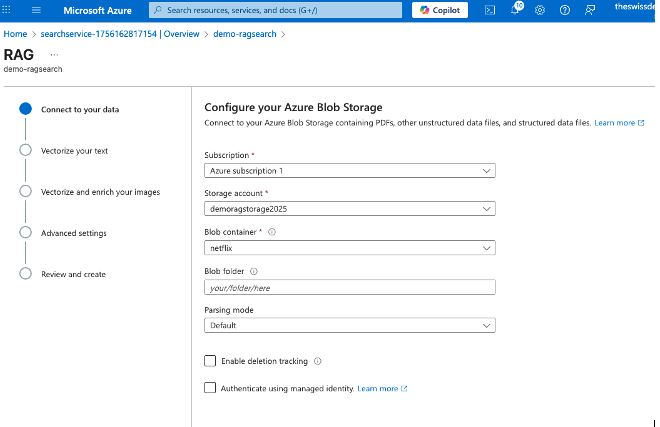 Microsoft Azure
Search resources, services, and docs (G+/)
Copilot
10
theswissde
Home > searchservice-1756162817154 | Overview > demo-ragsearch >
RAG ...
demo-ragsearch
Connect to your data
Vectorize your text
Vectorize and enrich your images
Advanced settings
Review and create
Configure your Azure Blob Storage
Connect to your Azure Blob Storage containing PDFs, other unstructured data files, and structured data files. Learn more
Subscription *
Azure subscription 1
Storage account *
demoragstorage2025
Blob container *
netflix
Blob folder
your/folder/here
Parsing mode
Default
Enable deletion tracking
Authenticate using managed identity. Learn more